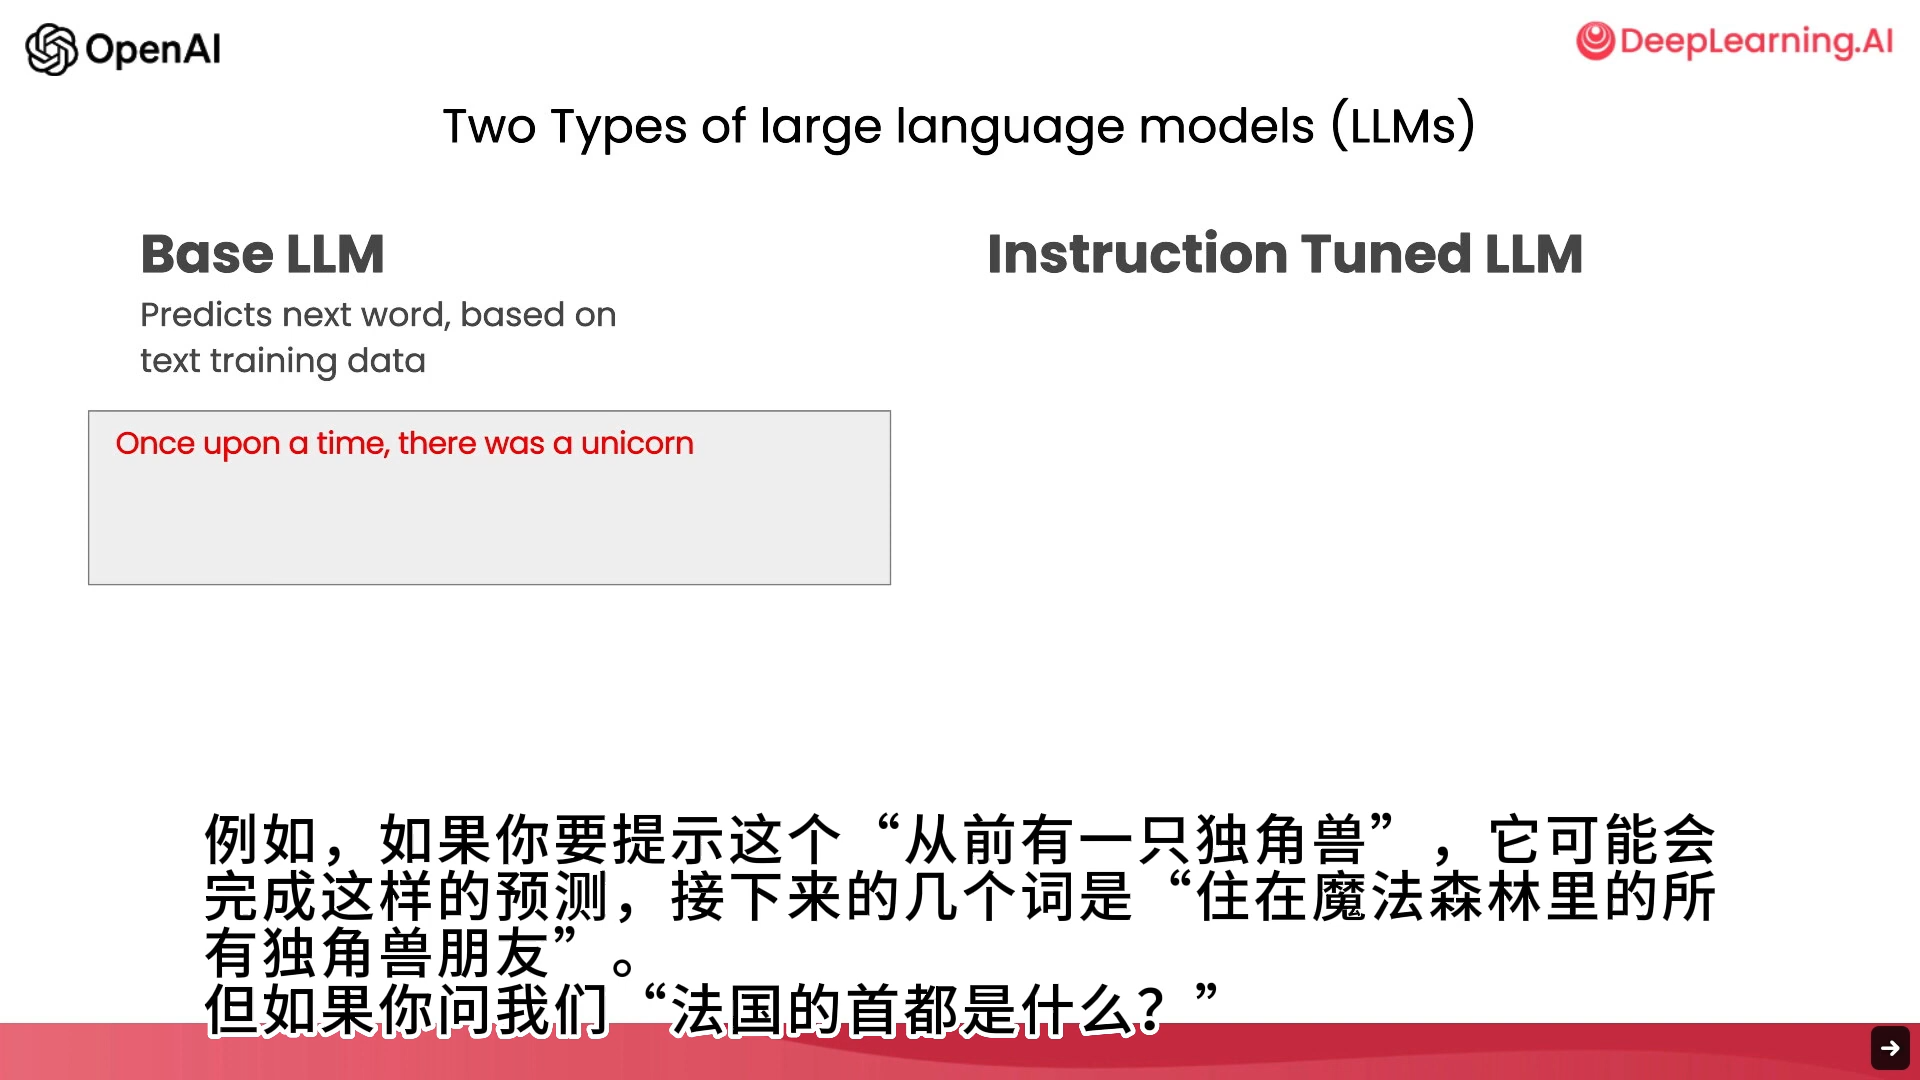 OpenAI
DeepLearning.AI
Two Types of large language models (LLMs)
Base LLM
Predicts next word, based on
text training data
Once upon a time, there was a unicorn
Instruction Tuned LLM
例如，如果你要提示这个“从前有一只独角兽”，它可能会
完成这样的预测，接下来的几个词是“住在魔法森林里的所
有独角兽朋友”。
但如果你问我们“法国的首都是什么？”